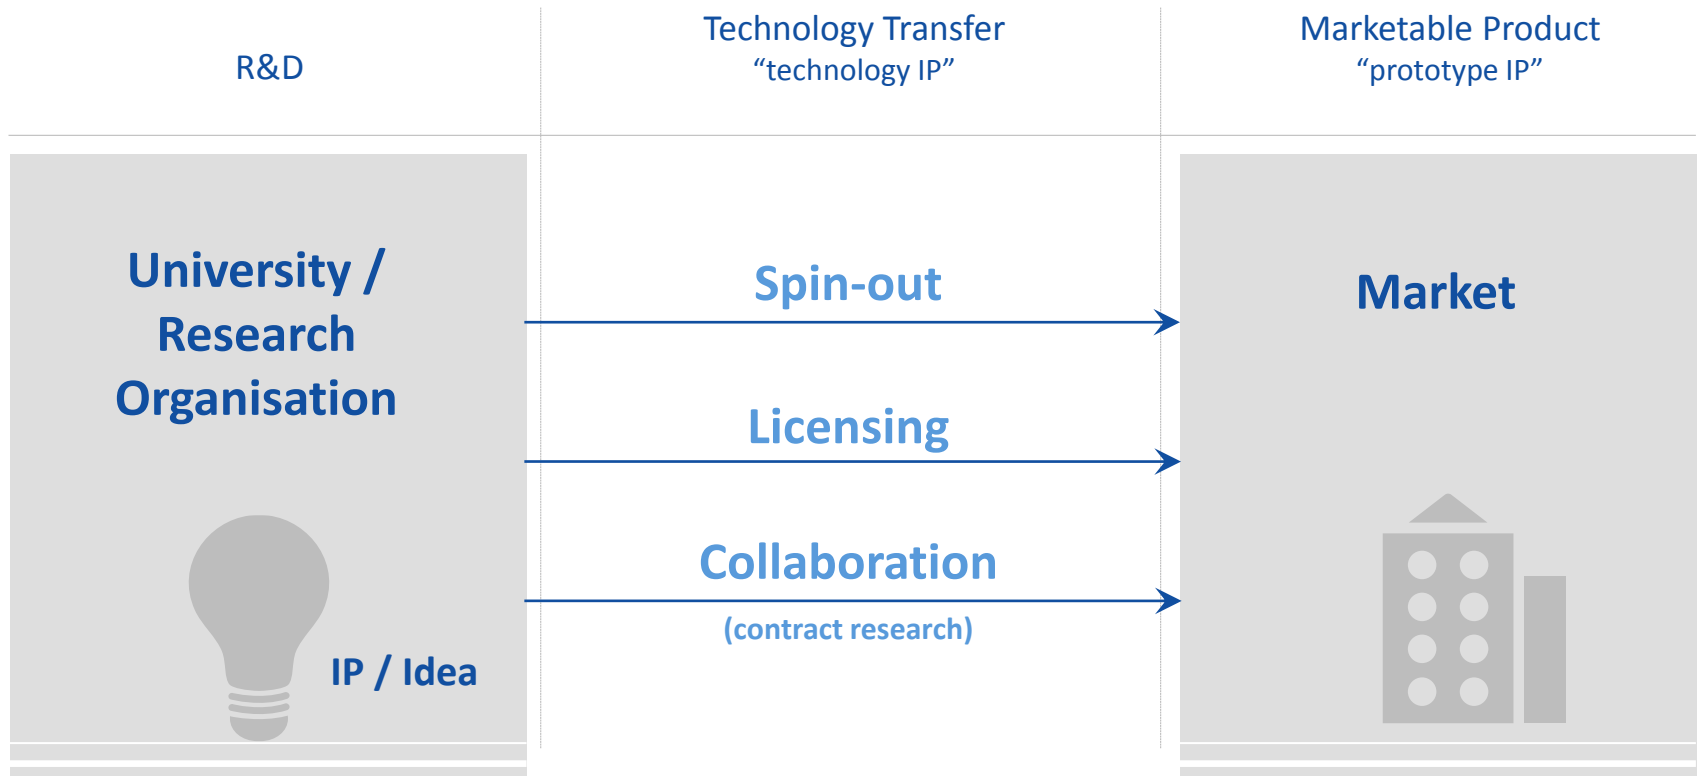 R&D
Technology Transfer
“technology IP”
Marketable Product
“prototype IP”
University /
Research
Organisation
IP / Idea
Spin-out
Licensing
Collaboration
(contract research)
Market